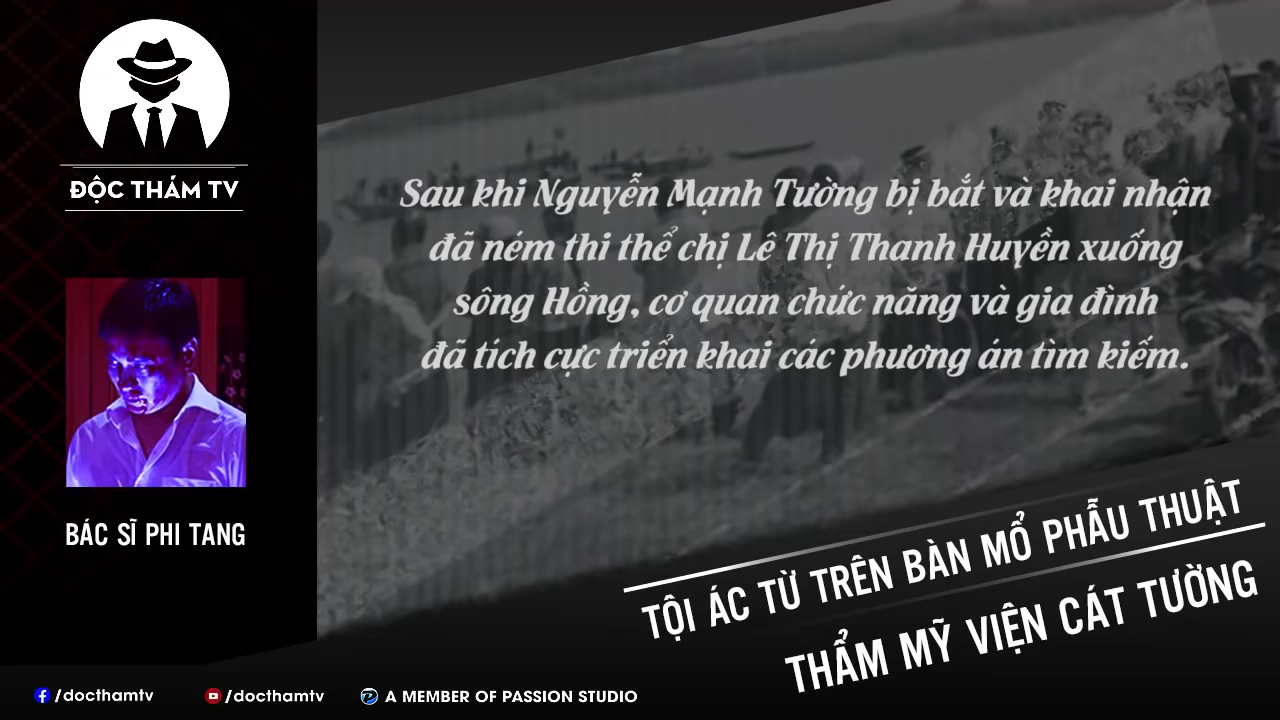 ĐỘC THÁM TV
BÁC SĨ PHI TANG
Sau khi Nguyễn Mạnh Tường bị bắt và khai nhận
đã ném thi thể chị Lê Thị Thanh Huyền xuống
sông Hồng, cơ quan chức năng và gia đình
đã tích cực triển khai các phương án tìm kiếm.
TỘI ÁC TỪ TRÊN BÀN MỔ PHẪU THUẬT
THẨM MỸ VIỆN CÁT TƯỜNG
/docthamtv
/docthamtv
A MEMBER OF PASSION STUDIO